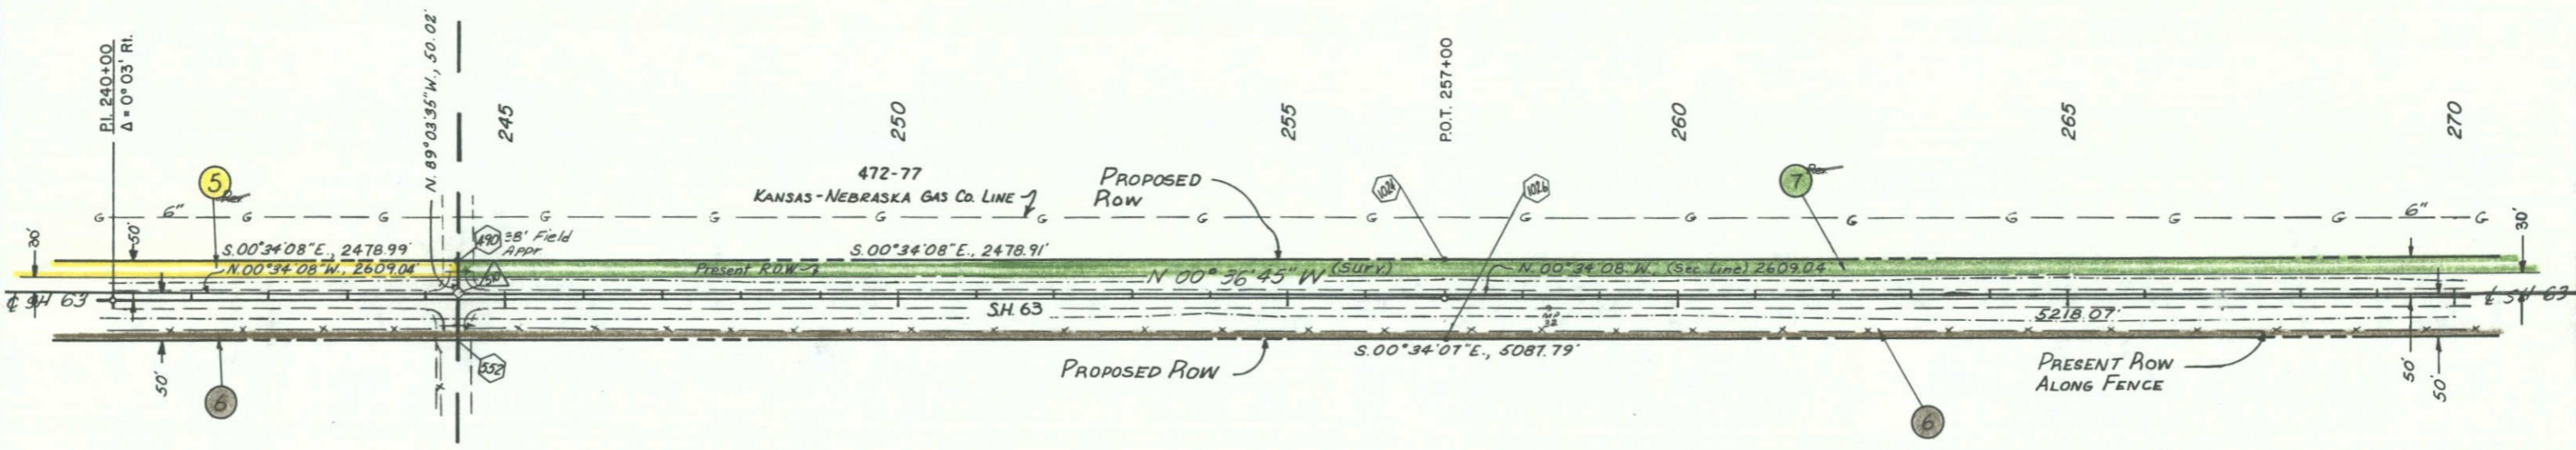 P.I. 240+00
Δ = 0°03' Rt.
N. 89°03'35"W., 50.02'
245
250
255
P.O.T. 257+00
260
265
270
5
Rev
472-77
KANSAS-NEBRASKA GAS CO. LINE
PROPOSED
ROW
1024
1026
7
Rev
G 6" G G G G G G G G G G G G G G 6" G
30'
50'
S.00°34'08"E., 2478.99'
490
38' Field
Appr
S.00°34'08"E., 2478.91'
30'
N.00°34'08"W., 2609.04'
Present R.O.W.
N 00° 36' 45" W (Surv)
N.00°34'08"W., (Sec. Line) 2609.04'
℄ SH 63
S.H. 63
MP
32
5218.07'
℄ SH 63
50'
6
552
PROPOSED ROW
S.00°34'07"E., 5087.79'
PRESENT ROW
ALONG FENCE
50'
50'
6